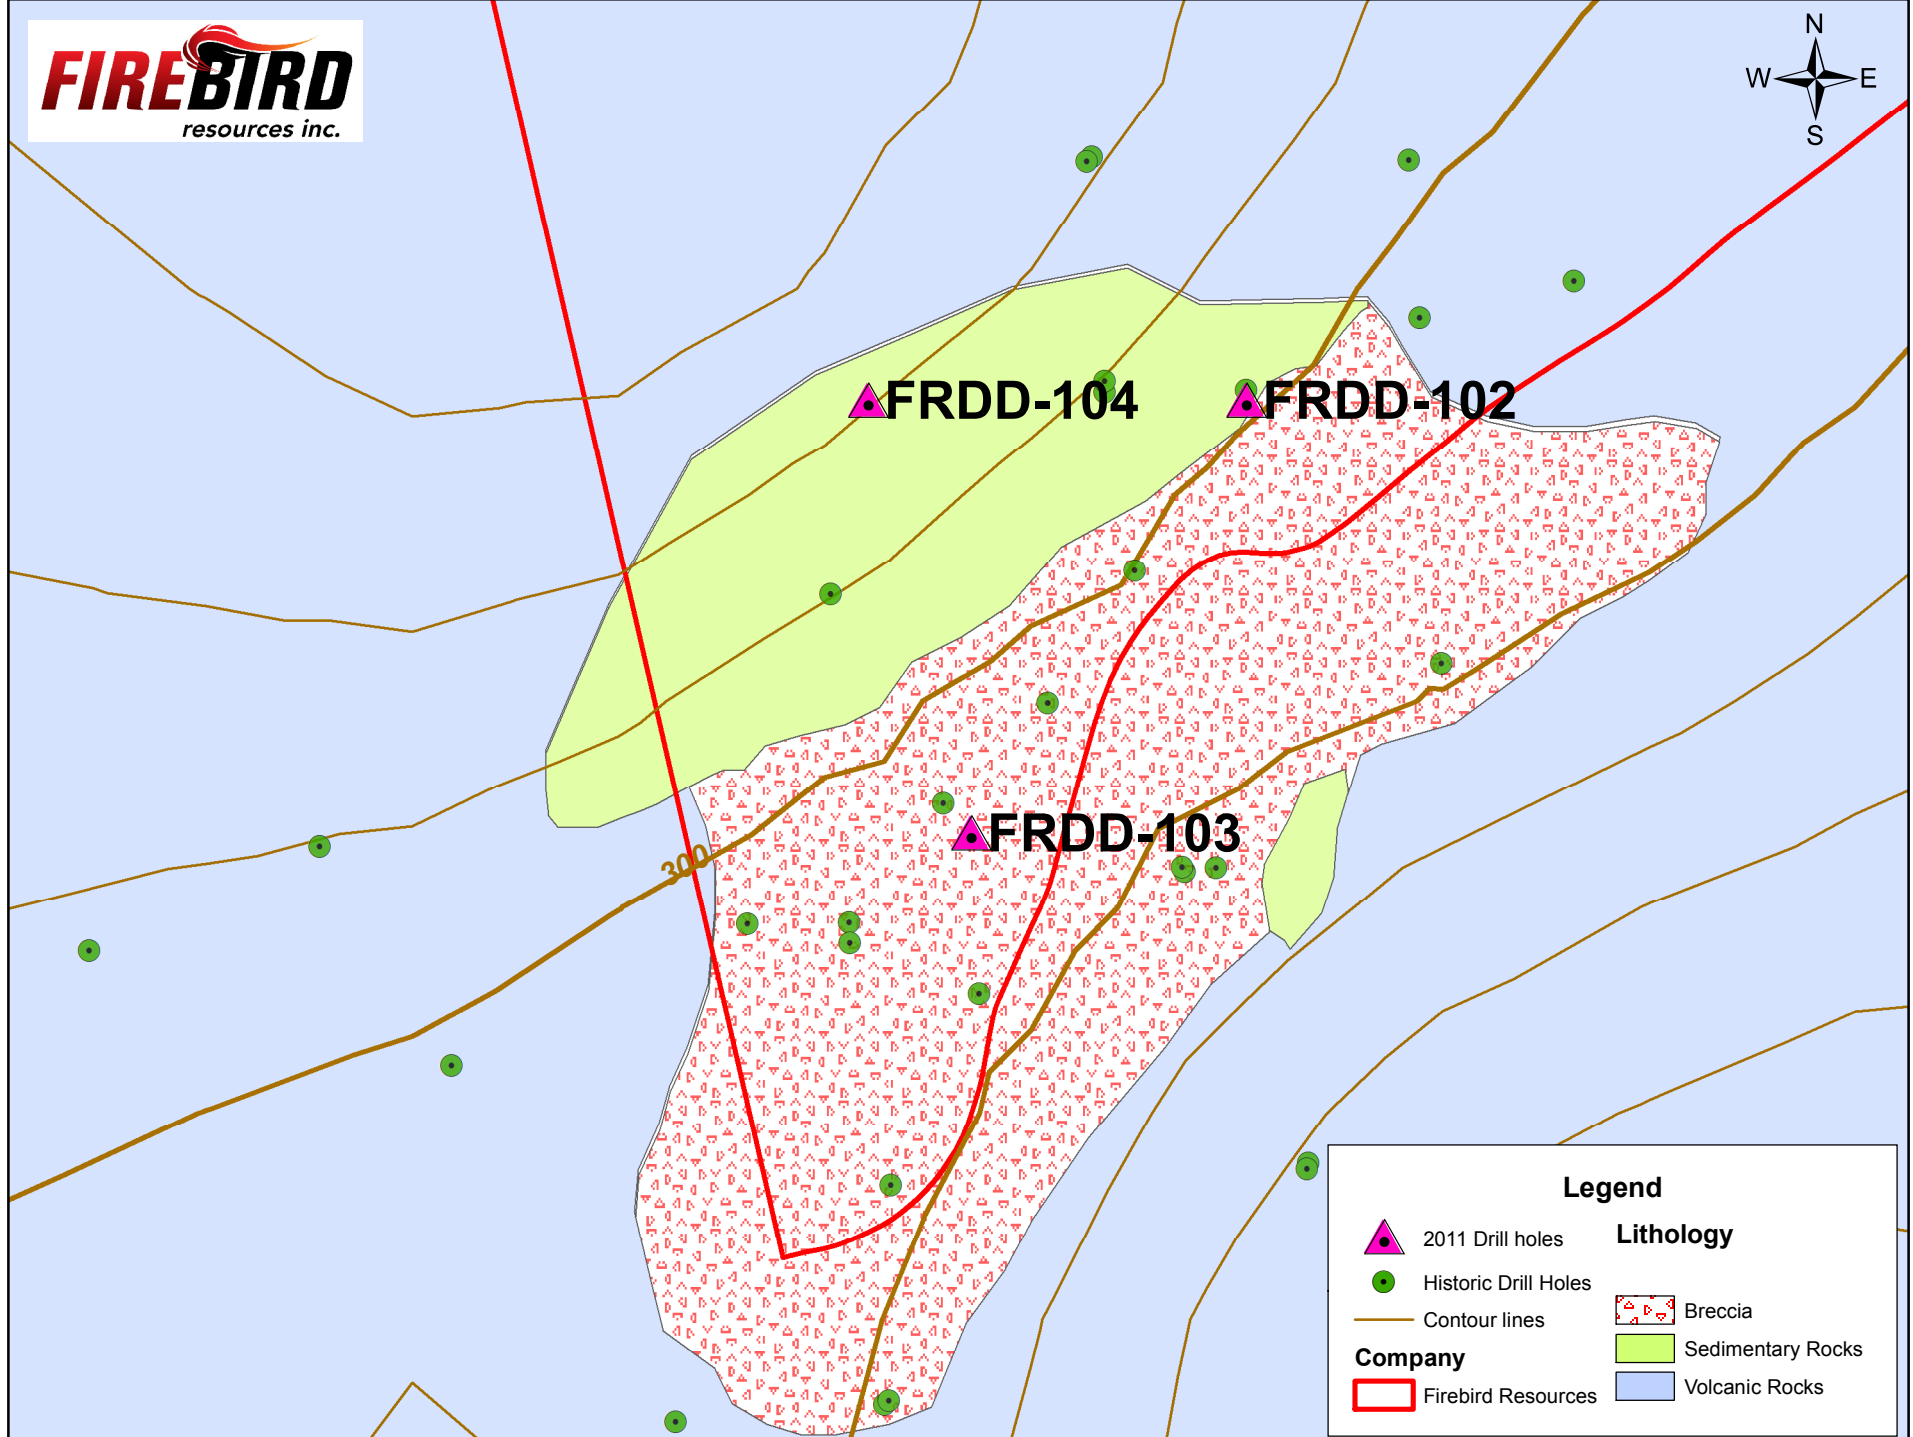 FIREBIRD
resources inc.
N
W E
S
FRDD-104
FRDD-102
FRDD-103
300
Legend
2011 Drill holes
Historic Drill Holes
Contour lines
Company
Firebird Resources
Lithology
Breccia
Sedimentary Rocks
Volcanic Rocks